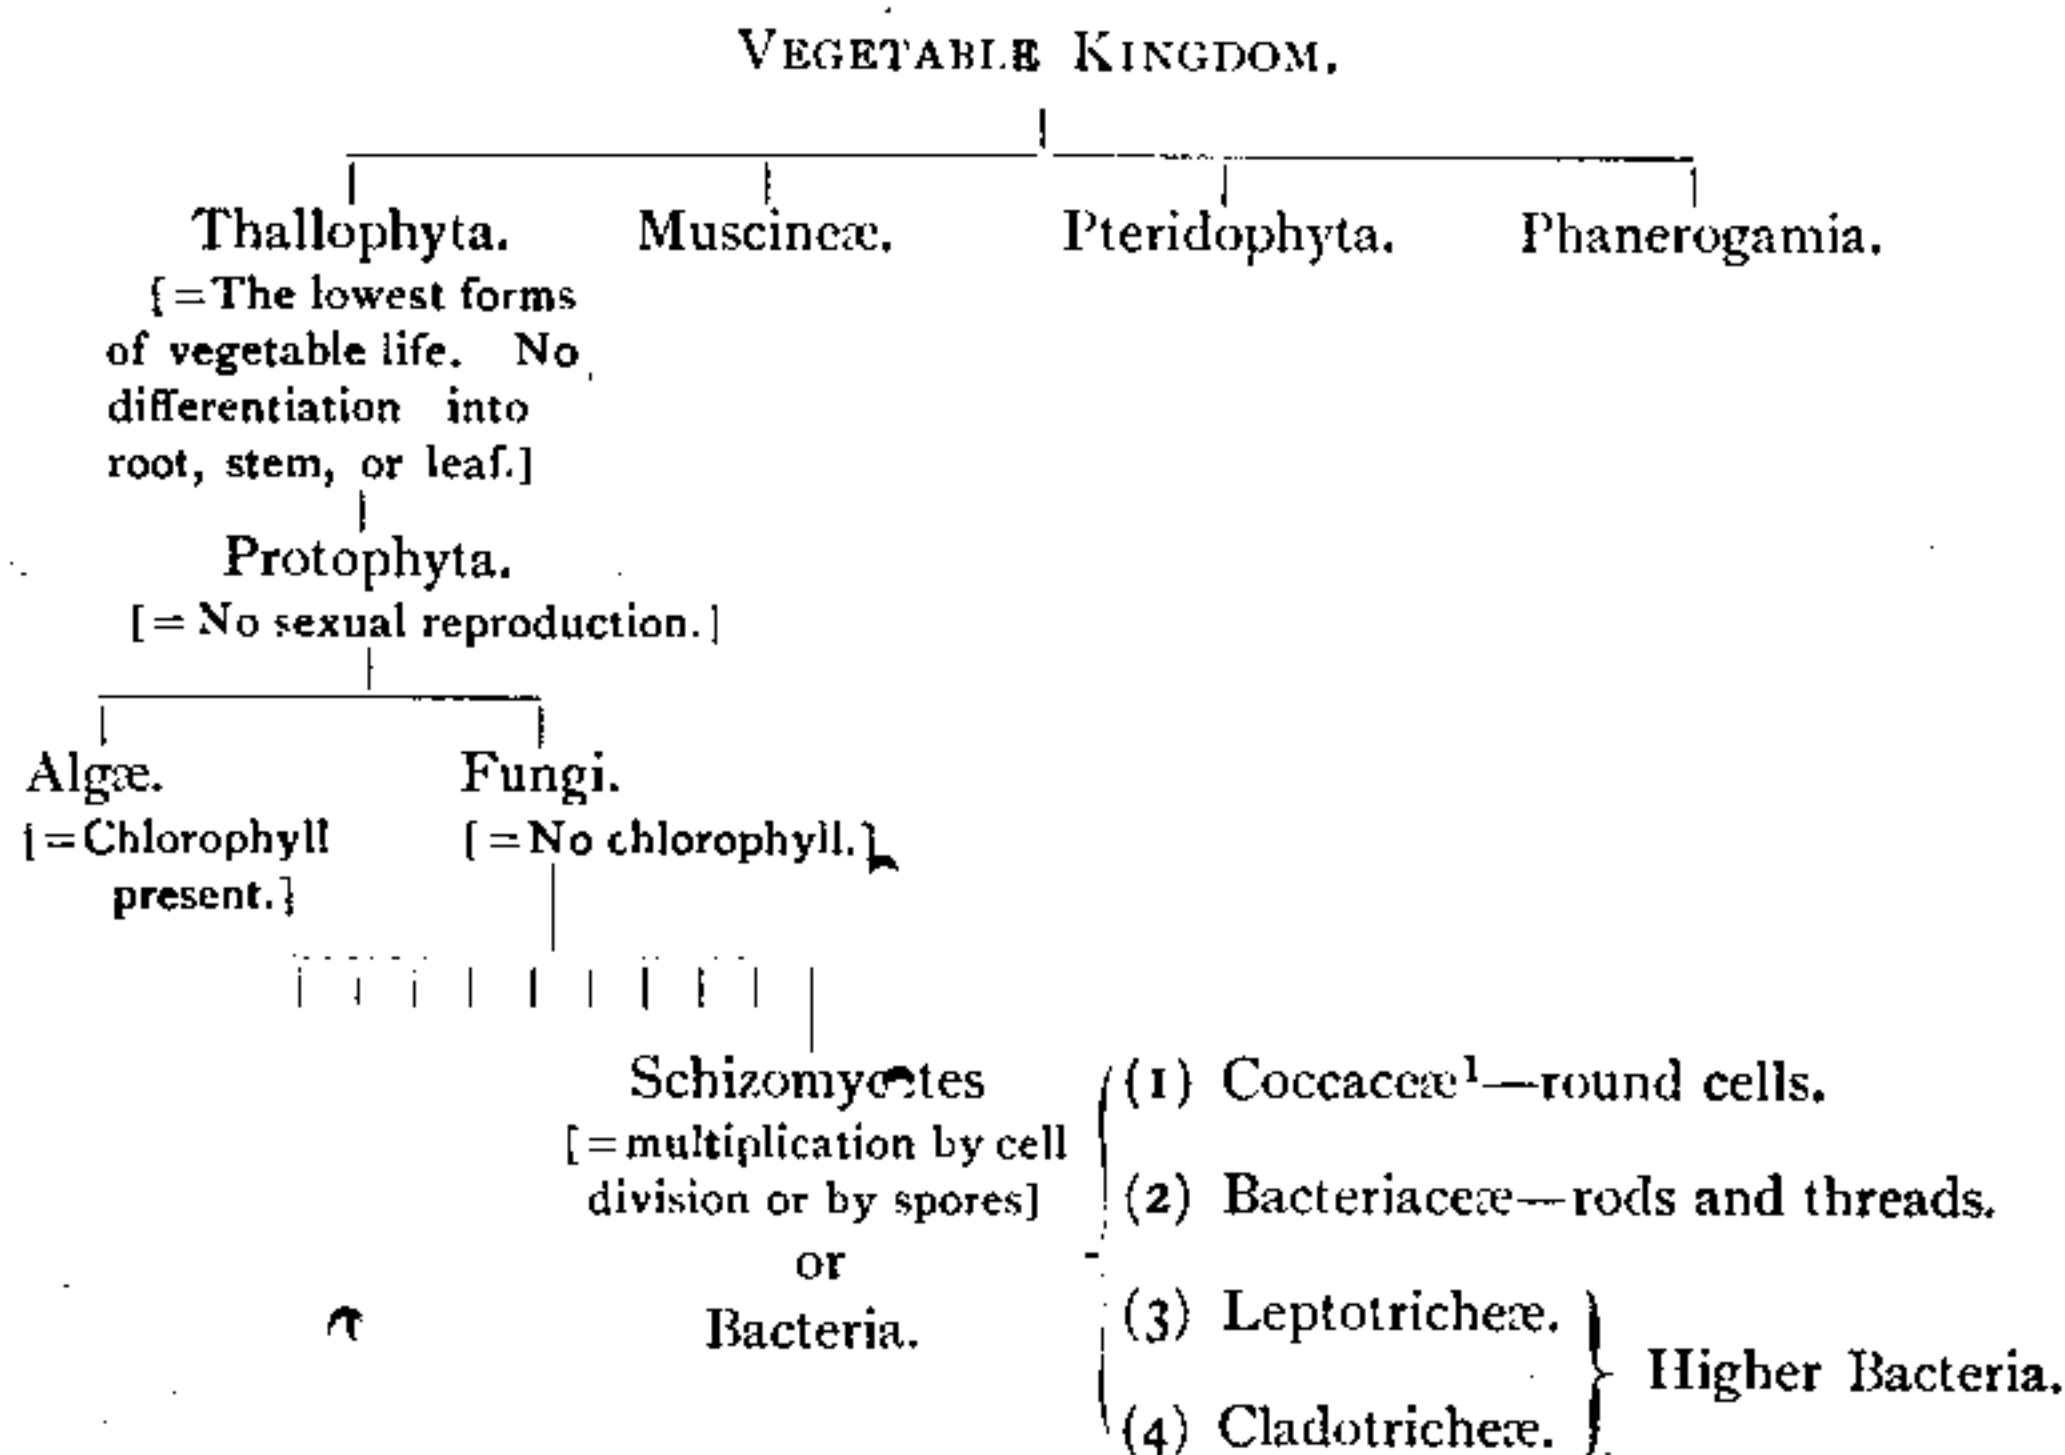 VEGETABLE KINGDOM.
Thallophyta. Muscineæ. Pteridophyta. Phanerogamia.
[=The lowest forms
of vegetable life. No
differentiation into
root, stem, or leaf.]
Protophyta.
[= No sexual reproduction.]
Algæ. Fungi.
[=Chlorophyll
present.]
[=No chlorophyll.]
Schizomycetes
[=multiplication by cell
division or by spores]
or
Bacteria.
(1) Coccaceæ¹—round cells.
(2) Bacteriaceæ—rods and threads.
(3) Leptotricheæ.
(4) Cladotricheæ.
Higher Bacteria.